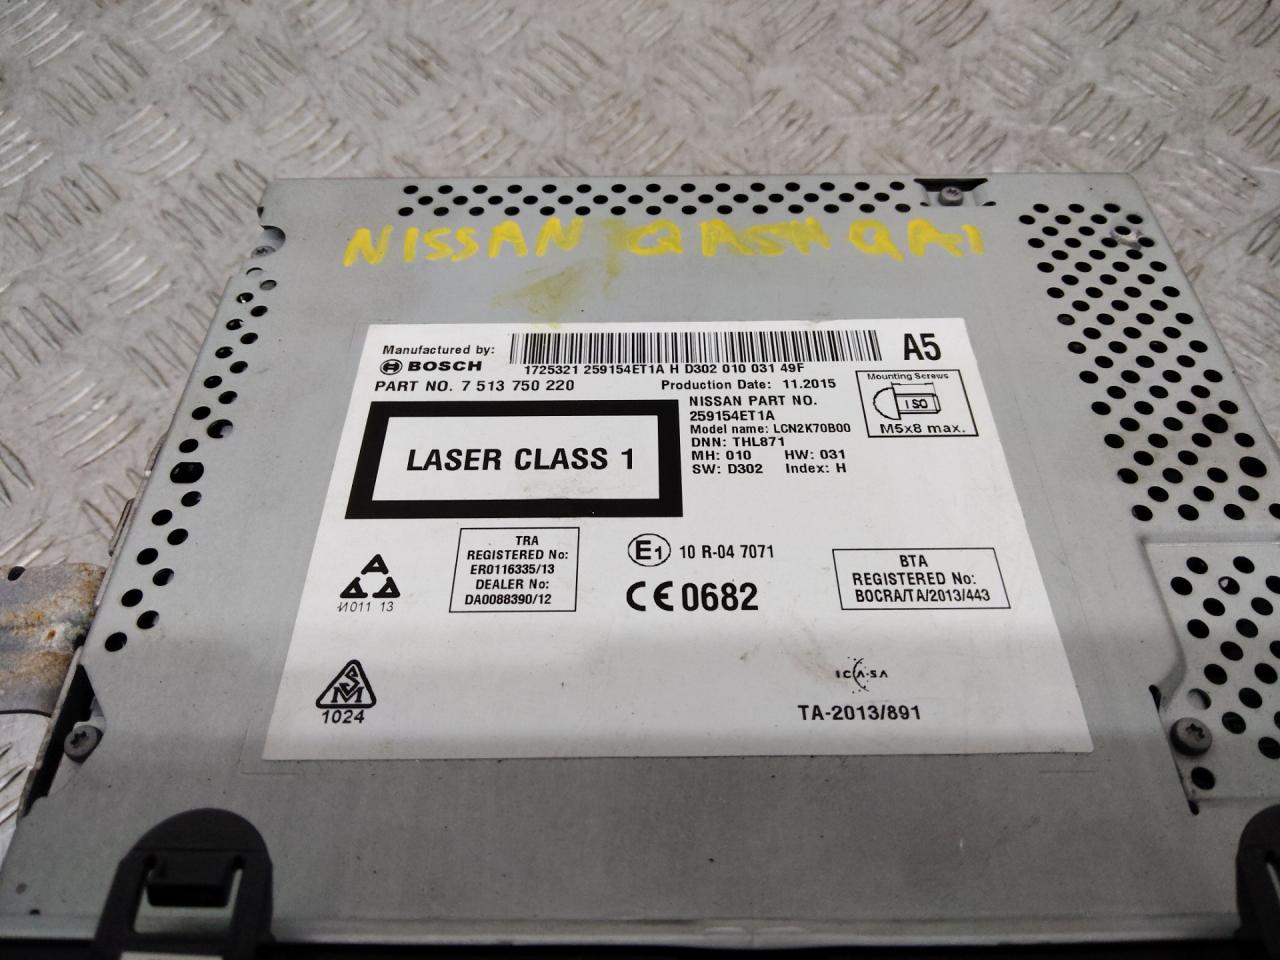 NISSAN QASHQAI
Manufactured by:
BOSCH
1725321 259154ET1A H D302 010 031 49F
A5
PART NO. 7 513 750 220
Production Date: 11.2015
NISSAN PART NO.
259154ET1A
Model name: LCN2K70B00
DNN: THL871
MH: 010 HW: 031
SW: D302 Index: H
Mounting Screws
ISO
M5x8 max.
LASER CLASS 1
TRA
REGISTERED No:
ER0116335/13
DEALER No:
DA0088390/12
E1 10 R-04 7071
CE 0682
BTA
REGISTERED No:
BOCRA/TA/2013/443
И011 13
SM
1024
ICASA
TA-2013/891